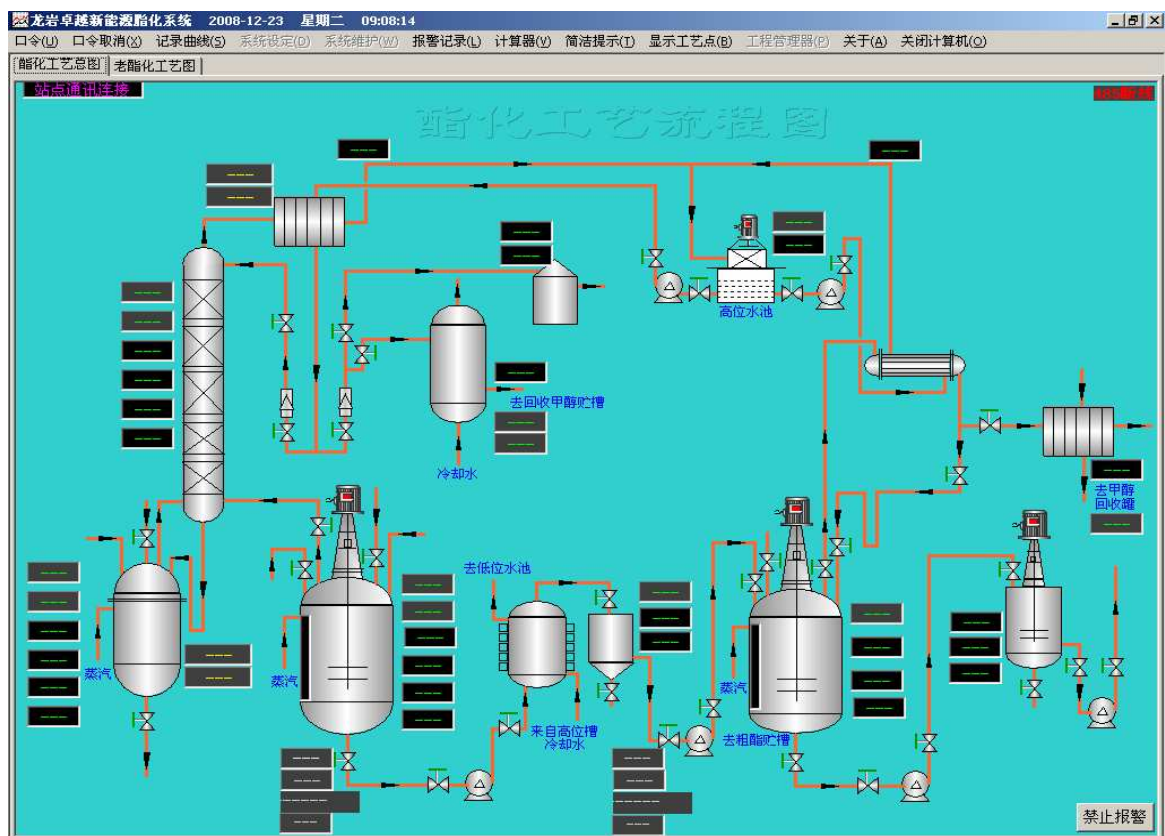 龙岩卓越新能源脂化系统 2008-12-23 星期二 09:08:14
口令(U) 口令取消(X) 记录曲线(S) 系统设定(D) 系统维护(W) 报警记录(L) 计算器(V) 简洁提示(T) 显示工艺点(B) 工程管理器(P) 关于(A) 关闭计算机(O)
酯化工艺总图 老酯化工艺图
站点通讯连接
485断线
酯化工艺流程图
高位水池
去回收甲醇贮槽
冷却水
去甲醇
回收罐
去低位水池
蒸汽
蒸汽
蒸汽
来自高位槽
冷却水
去粗酯贮槽
禁止报警